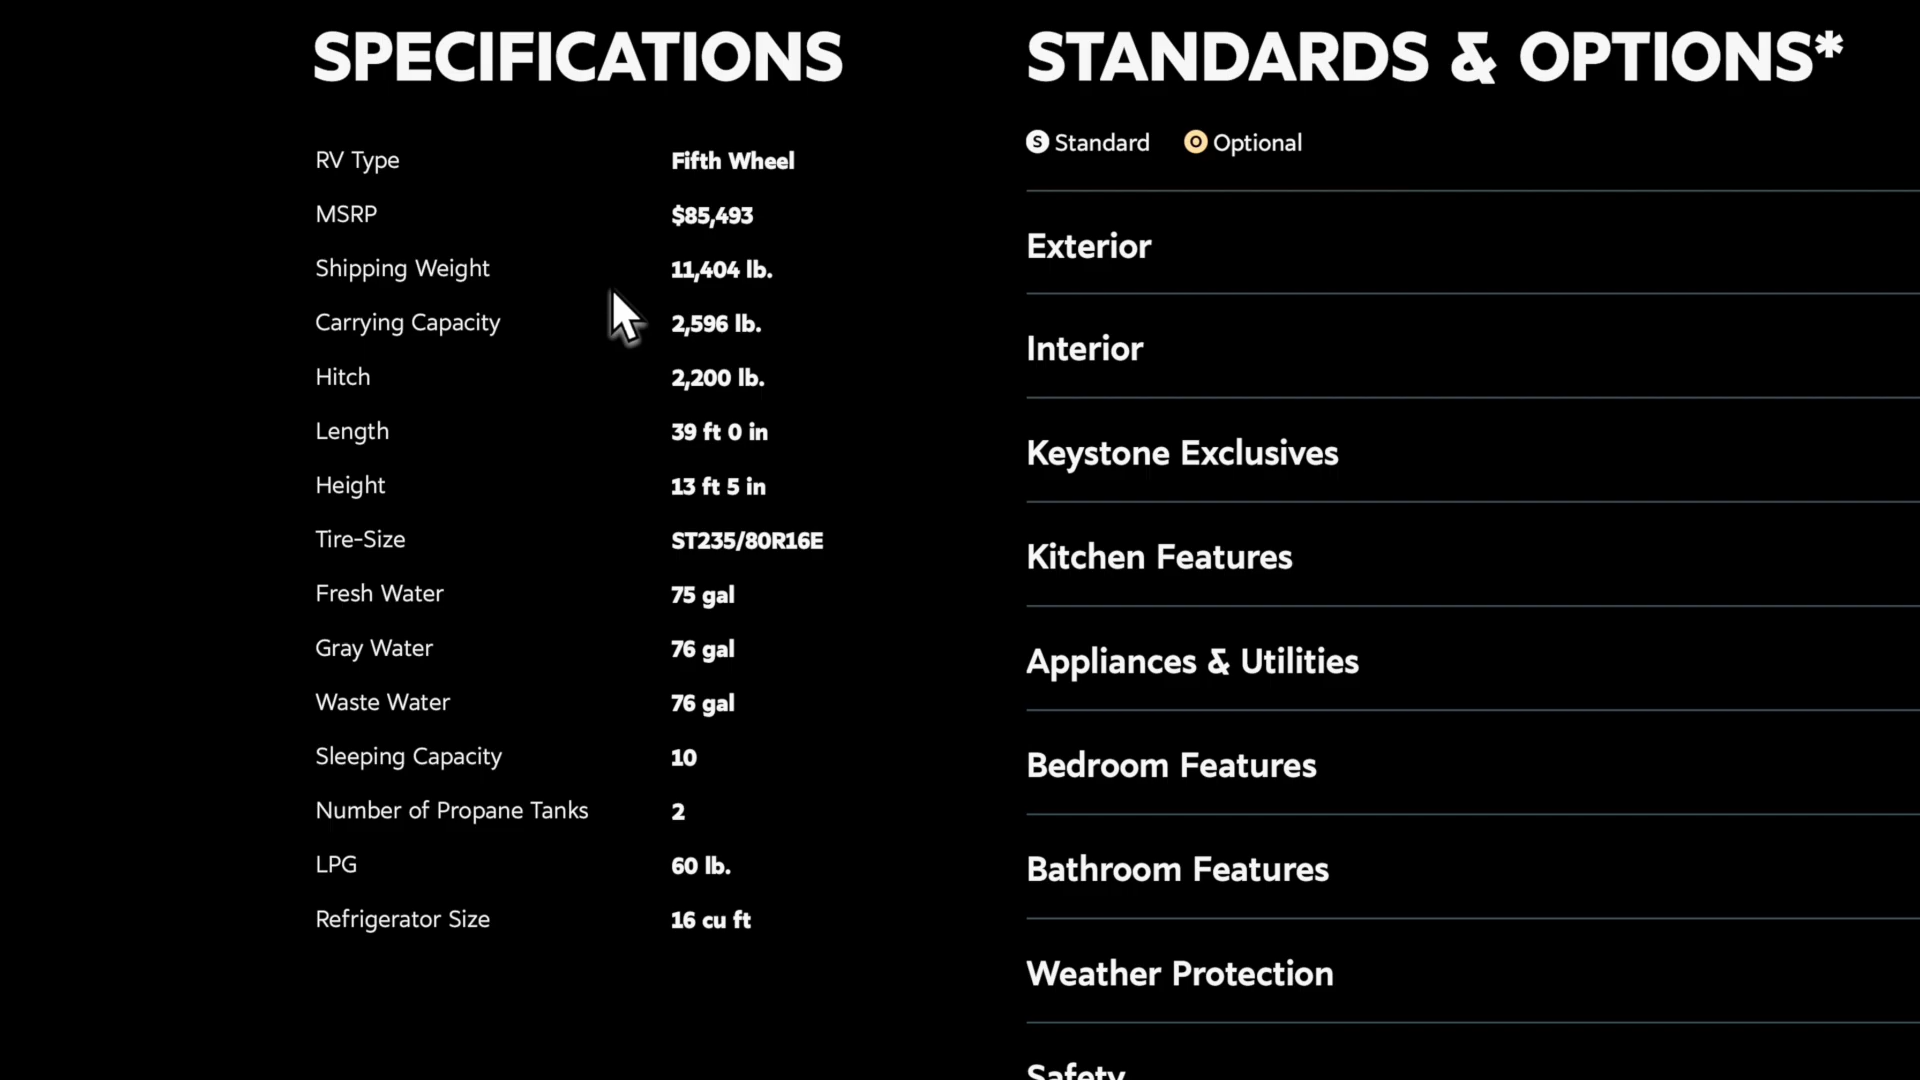 SPECIFICATIONS
RV Type Fifth Wheel
MSRP $85,493
Shipping Weight 11,404 lb.
Carrying Capacity 2,596 lb.
Hitch 2,200 lb.
Length 39 ft 0 in
Height 13 ft 5 in
Tire-Size ST235/80R16E
Fresh Water 75 gal
Gray Water 76 gal
Waste Water 76 gal
Sleeping Capacity 10
Number of Propane Tanks 2
LPG 60 lb.
Refrigerator Size 16 cu ft
STANDARDS & OPTIONS*
S Standard O Optional
Exterior
Interior
Keystone Exclusives
Kitchen Features
Appliances & Utilities
Bedroom Features
Bathroom Features
Weather Protection
Safety